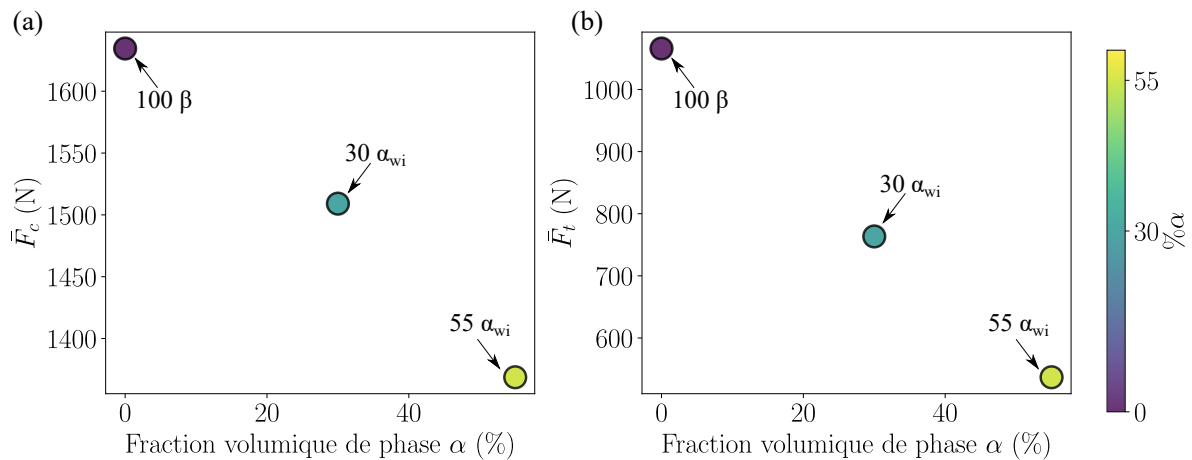 (a)
1600
1550
1500
1450
1400
F̄c (N)
100 β
30 αwi
55 αwi
0 20 40
Fraction volumique de phase α (%)
(b)
1000
900
800
700
600
F̄t (N)
100 β
30 αwi
55 αwi
0 20 40
Fraction volumique de phase α (%)
55
30
0
%α